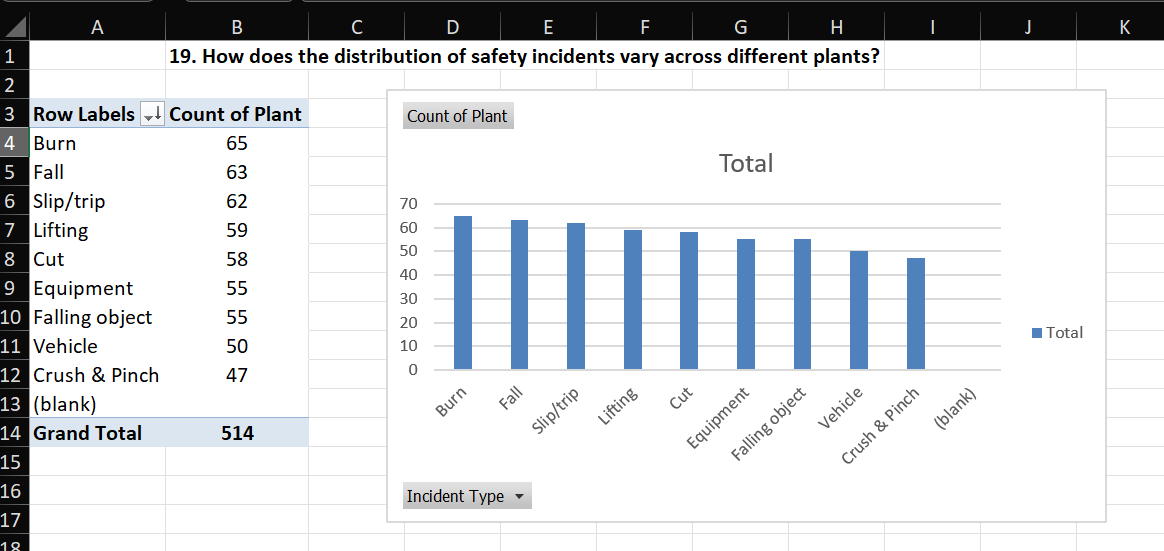 A B C D E F G H I J K
1 19. How does the distribution of safety incidents vary across different plants?
2
3 Row Labels Count of Plant
4 Burn 65
5 Fall 63
6 Slip/trip 62
7 Lifting 59
8 Cut 58
9 Equipment 55
10 Falling object 55
11 Vehicle 50
12 Crush & Pinch 47
13 (blank)
14 Grand Total 514
15
16
17
18
Count of Plant
Total
70
60
50
40
30
20
10
0
Burn Fall Slip/trip Lifting Cut Equipment Falling object Vehicle Crush & Pinch (blank)
Total
Incident Type